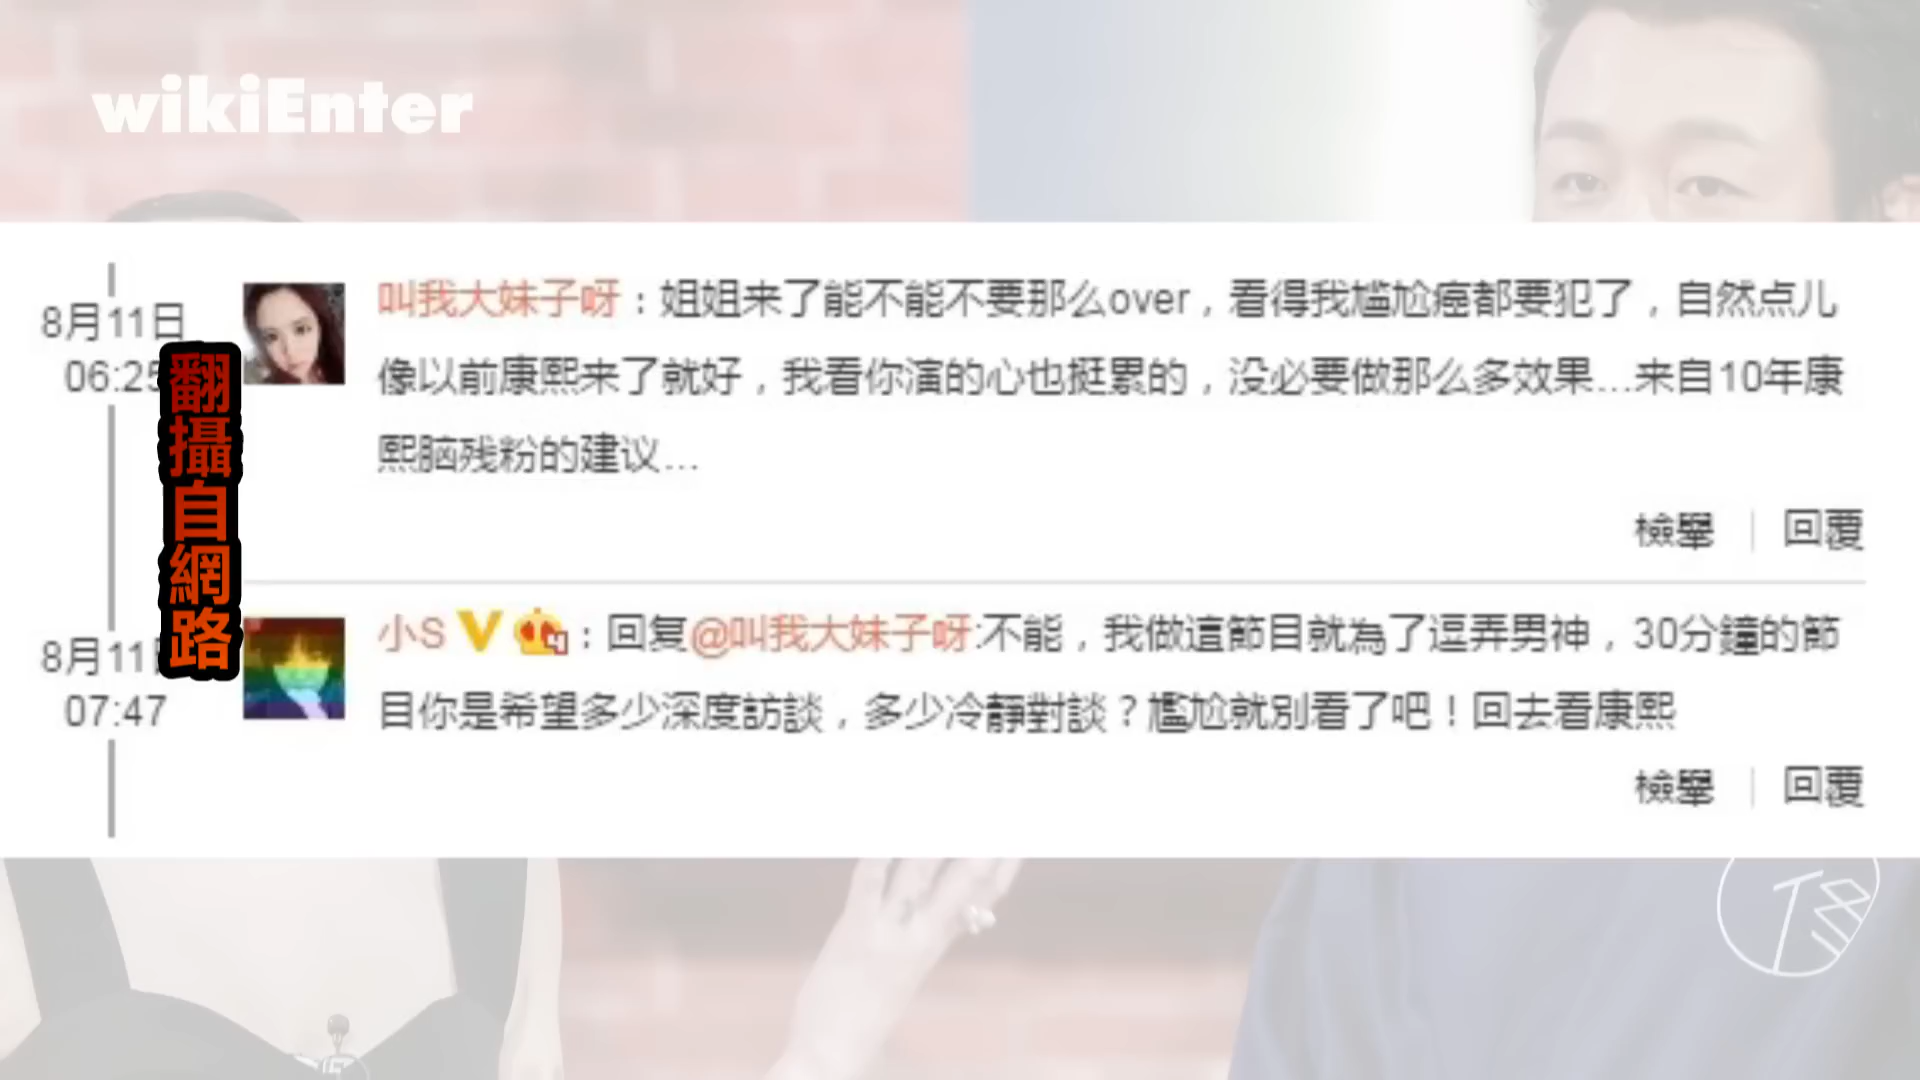 wikiEnter
8月11日
06:25
叫我大妹子呀：姐姐来了能不能不要那么over，看得我尴尬癌都要犯了，自然点儿
像以前康熙来了就好，我看你演的心也挺累的，没必要做那么多效果...来自10年康
熙脑残粉的建议...
檢舉 | 回覆
翻攝自網路
8月11
07:47
小S V 4：回复@叫我大妹子呀:不能，我做這節目就為了逗弄男神，30分鐘的節
目你是希望多少深度訪談，多少冷靜對談？尷尬就別看了吧！回去看康熙
檢舉 | 回覆